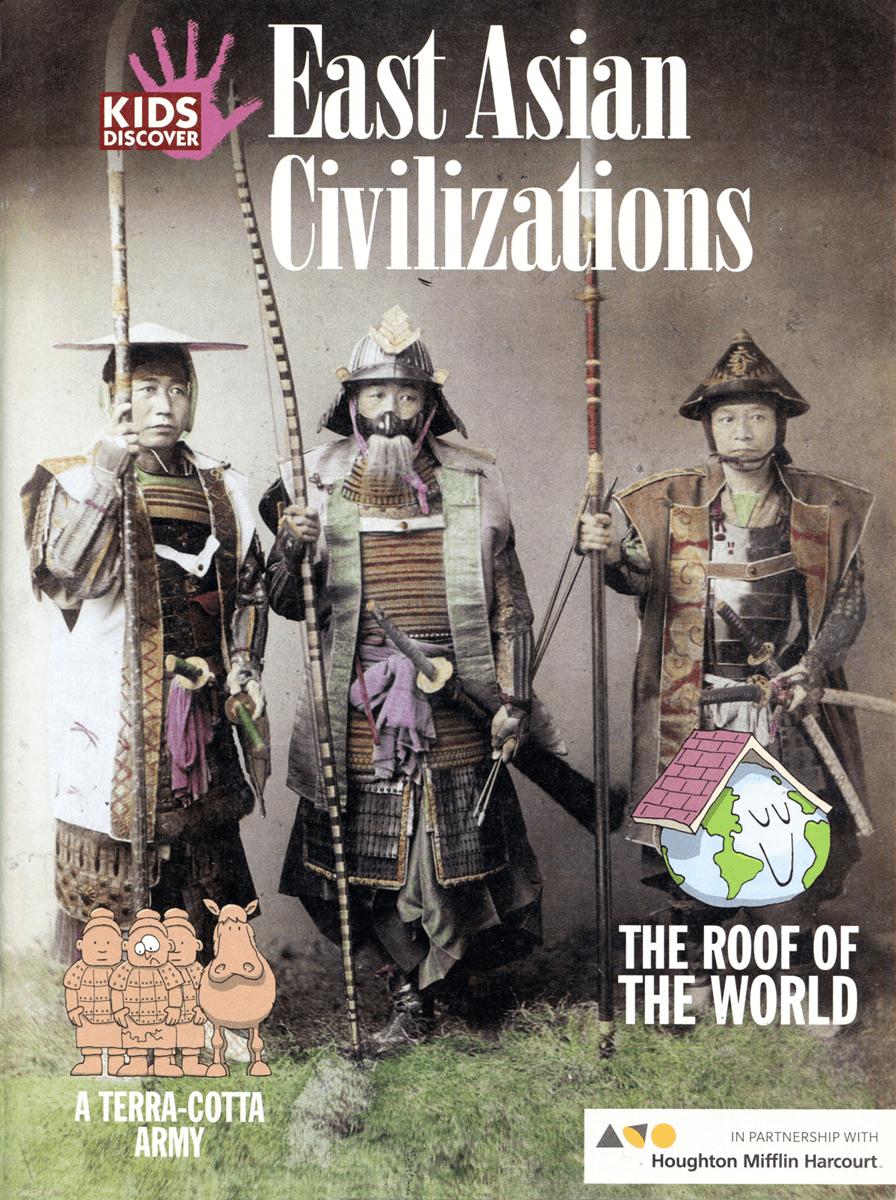 KIDS
DISCOVER
East Asian
Civilizations
THE ROOF OF
THE WORLD
A TERRA-COTTA
ARMY
IN PARTNERSHIP WITH
Houghton Mifflin Harcourt